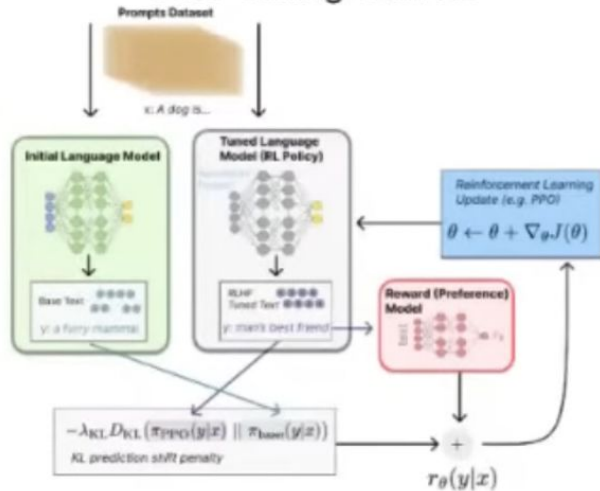 Prompts Dataset
x: A dog is...
Initial Language Model
Tuned Language
Model (RL Policy)
Reinforcement Learning
Update (e.g. PPO)
θ ← θ + ∇θJ(θ)
Base Text
y: a furry mammal
RLHF
Tuned Text
y: man's best friend
Reward (Preference)
Model
text
−λKL DKL(πPPO(y|x) || πbase(y|x))
KL prediction shift penalty
+
rθ(y|x)